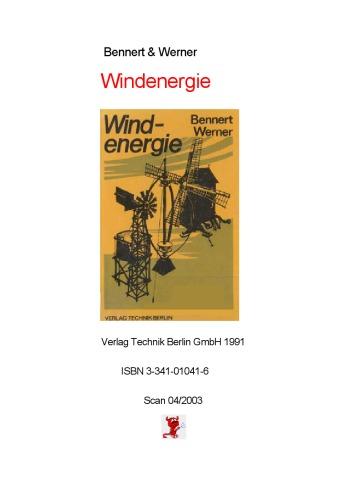 Bennert & Werner
Windenergie
Wind-
energie
Bennert
Werner
VERLAG TECHNIK BERLIN
Verlag Technik Berlin GmbH 1991
ISBN 3-341-01041-6
Scan 04/2003